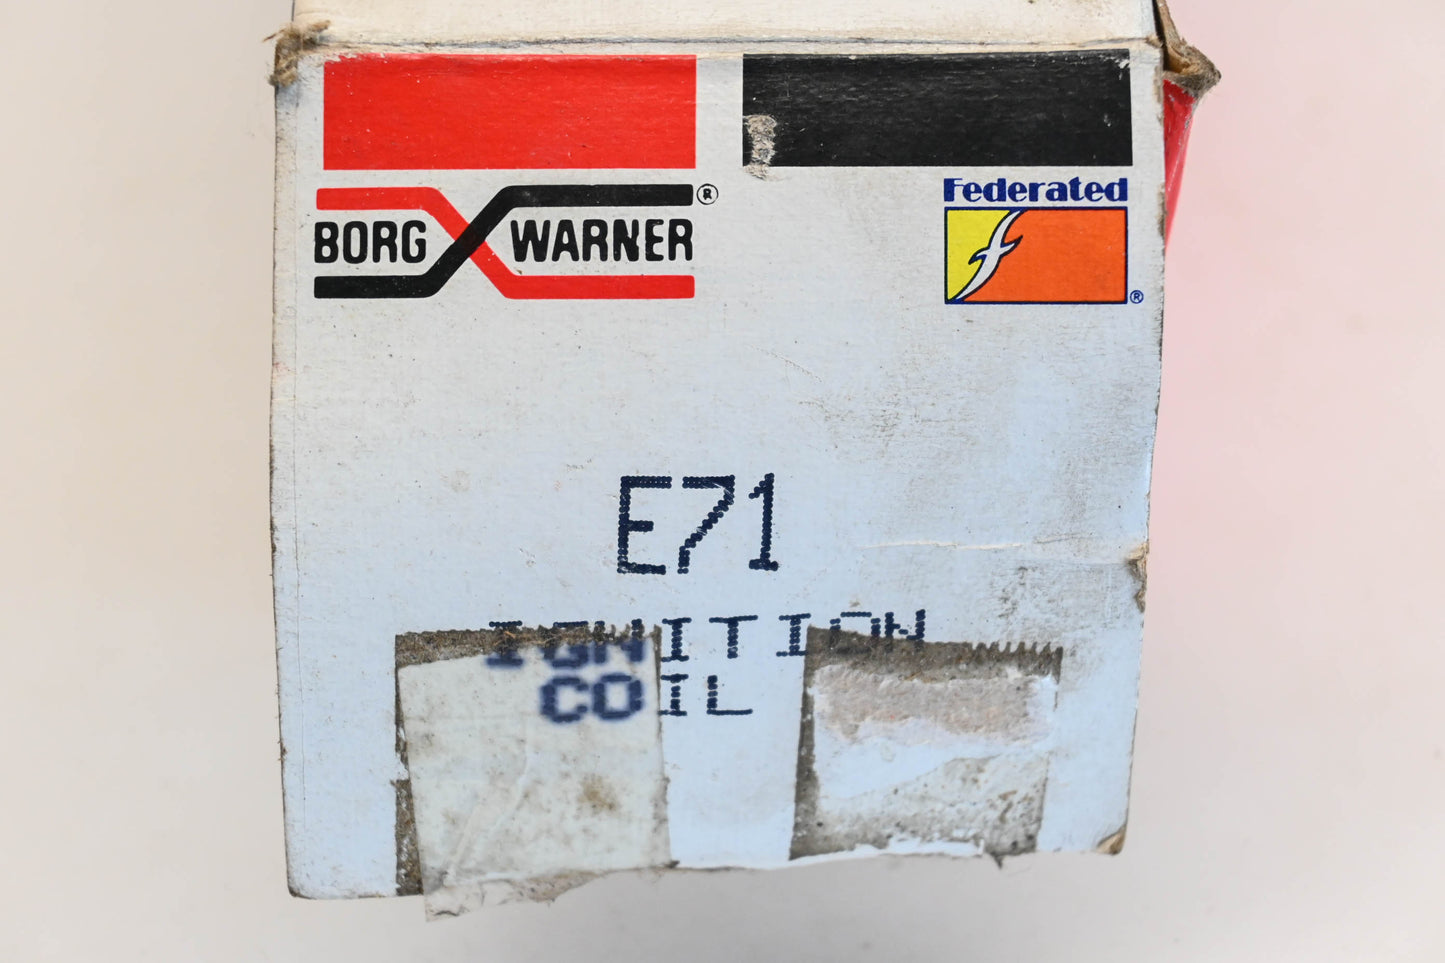 BORG WARNER ®
Federated
f ®
E71
IGNITION
COIL